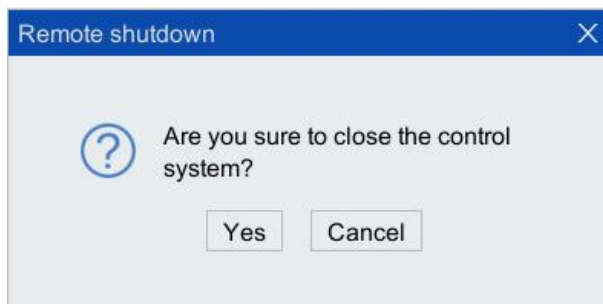 Remote shutdown
Are you sure to close the control
system?
Yes
Cancel